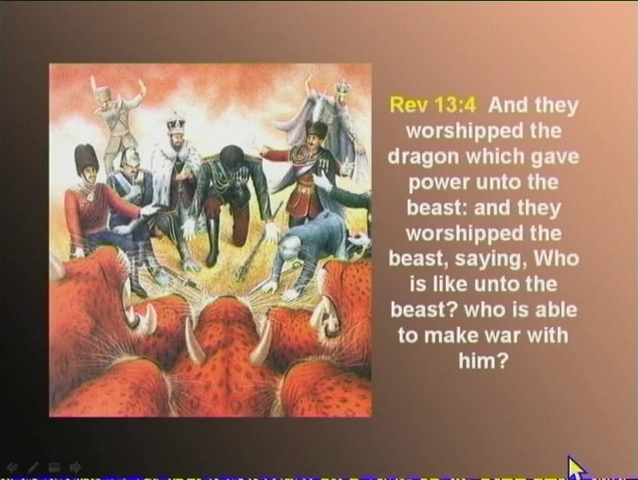 Rev 13:4 And they
worshipped the
dragon which gave
power unto the
beast: and they
worshipped the
beast, saying, Who
is like unto the
beast? who is able
to make war with
him?